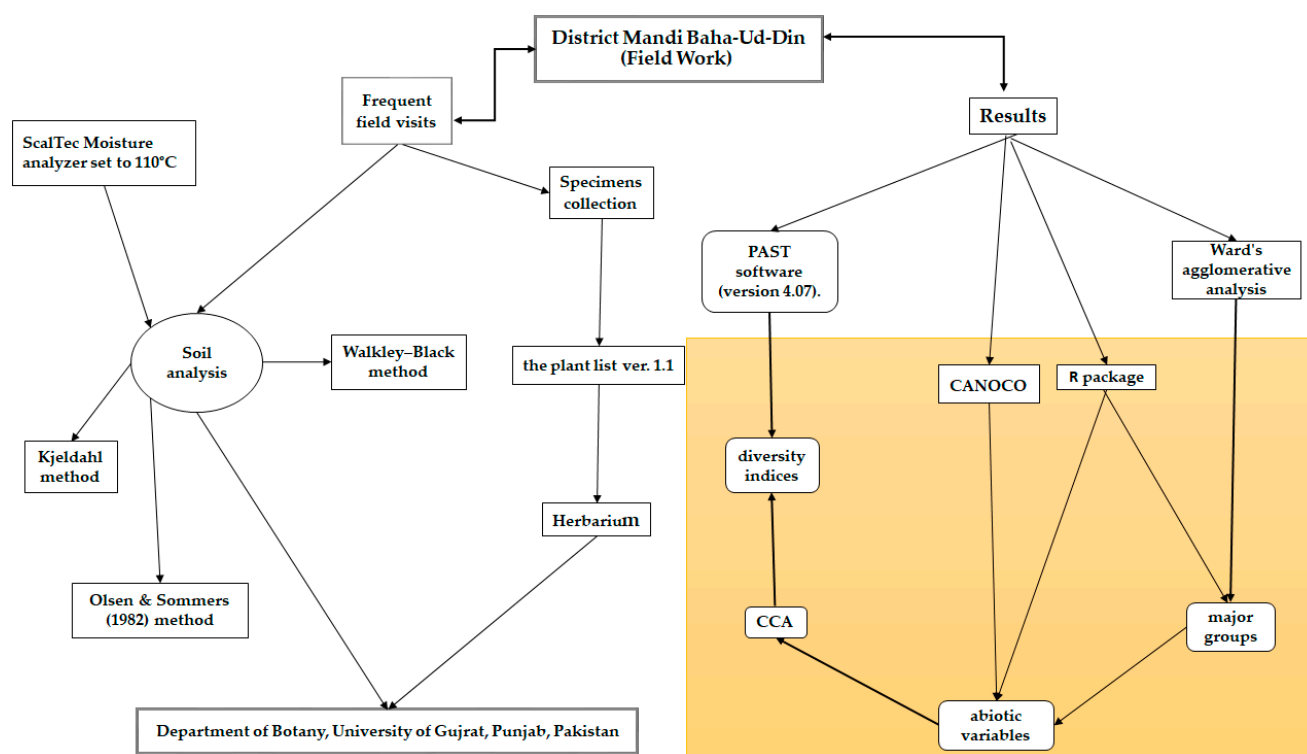 District Mandi Baha-Ud-Din
(Field Work)
Frequent
field visits
Results
ScalTec Moisture
analyzer set to 110°C
Specimens
collection
PAST
software
(version 4.07).
Ward's
agglomerative
analysis
Soil
analysis
Walkley–Black
method
the plant list ver. 1.1
CANOCO
R package
Kjeldahl
method
diversity
indices
Herbarium
Olsen & Sommers
(1982) method
CCA
major
groups
Department of Botany, University of Gujrat, Punjab, Pakistan
abiotic
variables